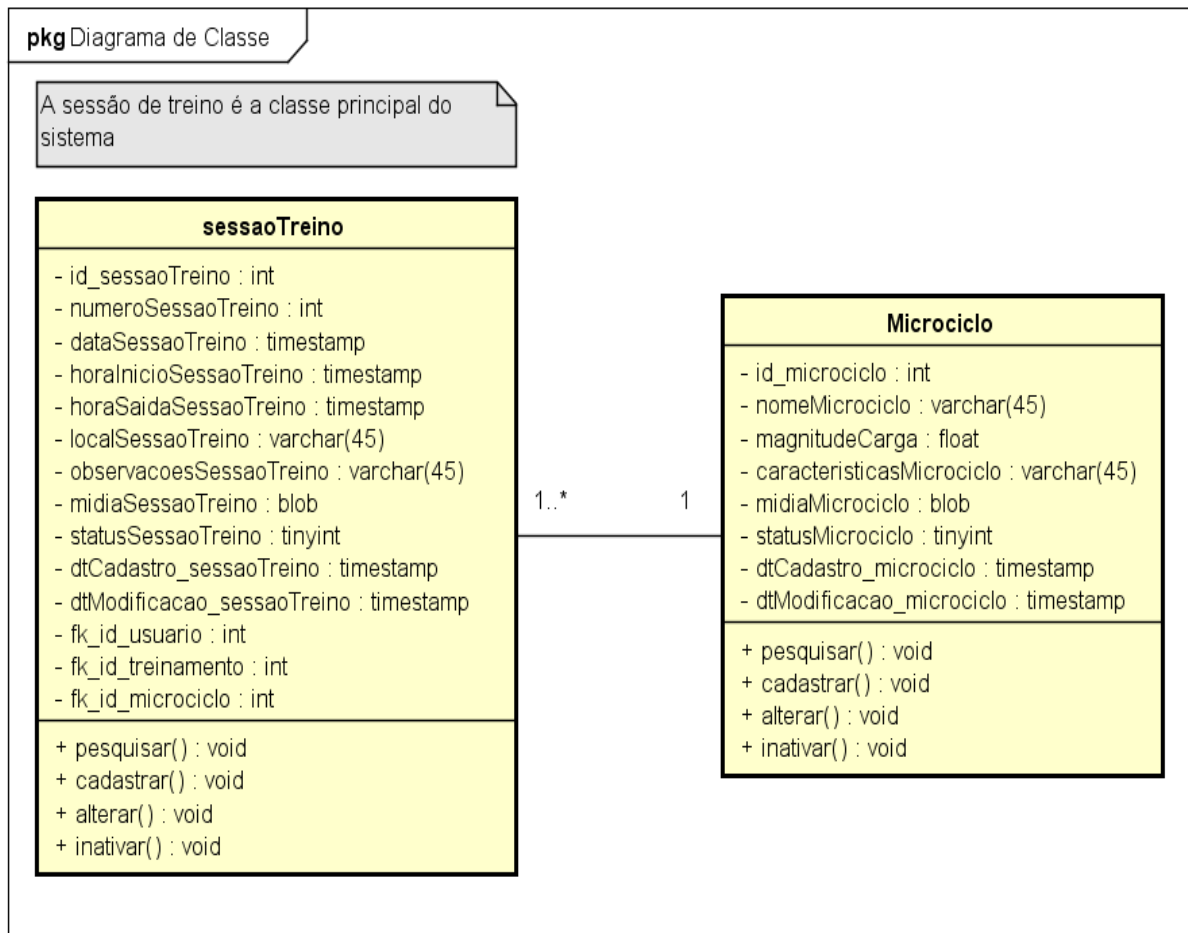 pkg Diagrama de Classe
A sessão de treino é a classe principal do
sistema
sessaoTreino
- id_sessaoTreino : int
- numeroSessaoTreino : int
- dataSessaoTreino : timestamp
- horaInicioSessaoTreino : timestamp
- horaSaidaSessaoTreino : timestamp
- localSessaoTreino : varchar(45)
- observacoesSessaoTreino : varchar(45)
- midiaSessaoTreino : blob
- statusSessaoTreino : tinyint
- dtCadastro_sessaoTreino : timestamp
- dtModificacao_sessaoTreino : timestamp
- fk_id_usuario : int
- fk_id_treinamento : int
- fk_id_microciclo : int
+ pesquisar() : void
+ cadastrar() : void
+ alterar() : void
+ inativar() : void
1..*
1
Microciclo
- id_microciclo : int
- nomeMicrociclo : varchar(45)
- magnitudeCarga : float
- caracteristicasMicrociclo : varchar(45)
- midiaMicrociclo : blob
- statusMicrociclo : tinyint
- dtCadastro_microciclo : timestamp
- dtModificacao_microciclo : timestamp
+ pesquisar() : void
+ cadastrar() : void
+ alterar() : void
+ inativar() : void